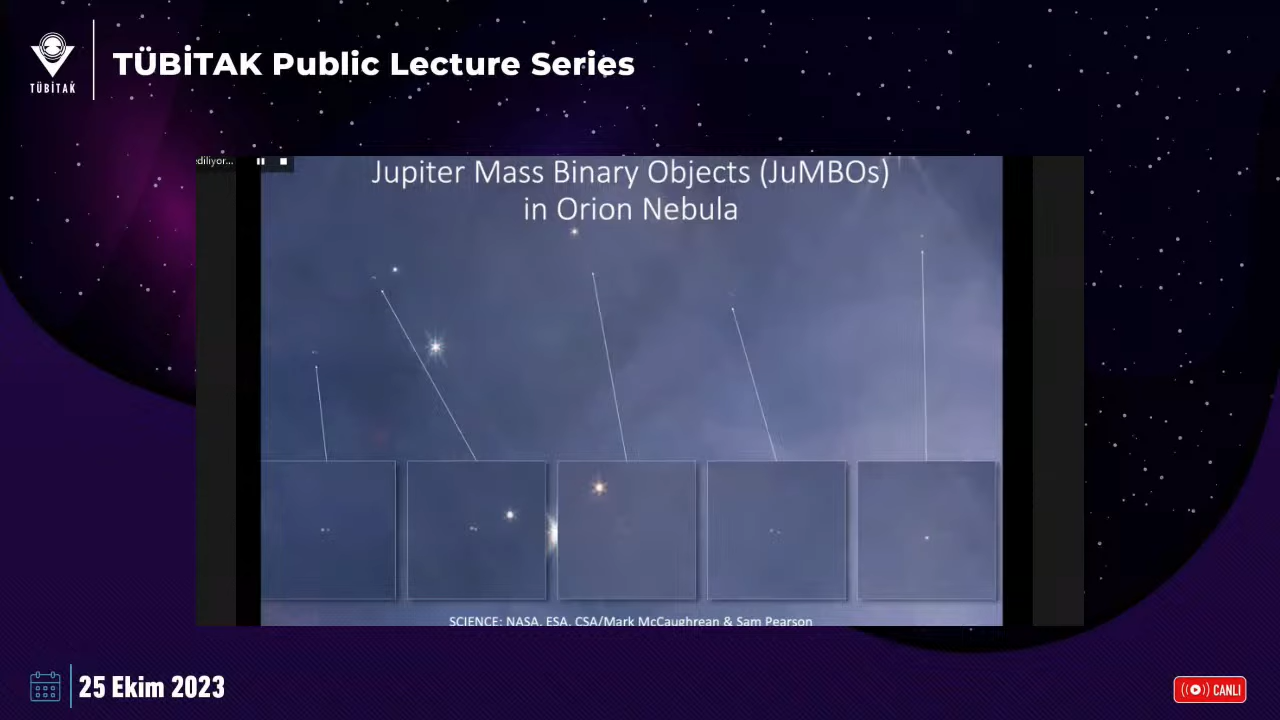 TÜBİTAK
TÜBİTAK Public Lecture Series
ediliyor...
Jupiter Mass Binary Objects (JuMBOs)
in Orion Nebula
SCIENCE: NASA, ESA, CSA/Mark McCaughrean & Sam Pearson
25 Ekim 2023
CANLI